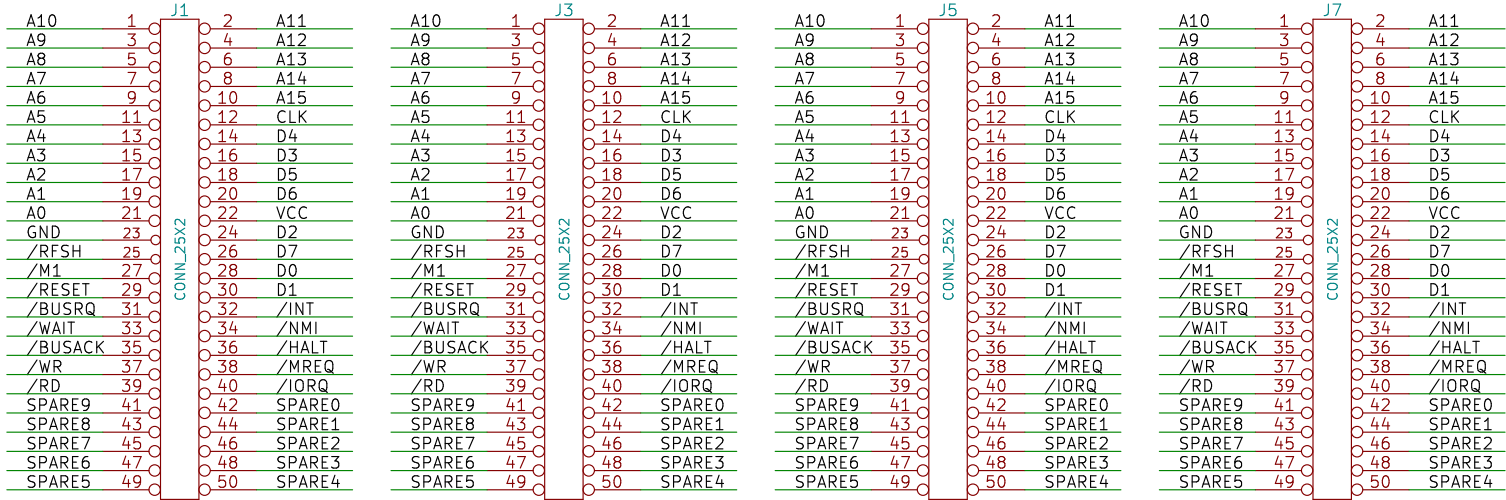 J1 J3 J5 J7
A10 1 2 A11 A10 1 2 A11 A10 1 2 A11 A10 1 2 A11
A9 3 4 A12 A9 3 4 A12 A9 3 4 A12 A9 3 4 A12
A8 5 6 A13 A8 5 6 A13 A8 5 6 A13 A8 5 6 A13
A7 7 8 A14 A7 7 8 A14 A7 7 8 A14 A7 7 8 A14
A6 9 10 A15 A6 9 10 A15 A6 9 10 A15 A6 9 10 A15
A5 11 12 CLK A5 11 12 CLK A5 11 12 CLK A5 11 12 CLK
A4 13 14 D4 A4 13 14 D4 A4 13 14 D4 A4 13 14 D4
A3 15 16 D3 A3 15 16 D3 A3 15 16 D3 A3 15 16 D3
A2 17 18 D5 A2 17 18 D5 A2 17 18 D5 A2 17 18 D5
A1 19 20 D6 A1 19 20 D6 A1 19 20 D6 A1 19 20 D6
A0 21 22 VCC A0 21 22 VCC A0 21 22 VCC A0 21 22 VCC
GND 23 24 D2 GND 23 24 D2 GND 23 24 D2 GND 23 24 D2
/RFSH 25 26 D7 /RFSH 25 26 D7 /RFSH 25 26 D7 /RFSH 25 26 D7
/M1 27 28 D0 /M1 27 28 D0 /M1 27 28 D0 /M1 27 28 D0
/RESET 29 30 D1 /RESET 29 30 D1 /RESET 29 30 D1 /RESET 29 30 D1
/BUSRQ 31 32 /INT /BUSRQ 31 32 /INT /BUSRQ 31 32 /INT /BUSRQ 31 32 /INT
/WAIT 33 34 /NMI /WAIT 33 34 /NMI /WAIT 33 34 /NMI /WAIT 33 34 /NMI
/BUSACK 35 36 /HALT /BUSACK 35 36 /HALT /BUSACK 35 36 /HALT /BUSACK 35 36 /HALT
/WR 37 38 /MREQ /WR 37 38 /MREQ /WR 37 38 /MREQ /WR 37 38 /MREQ
/RD 39 40 /IORQ /RD 39 40 /IORQ /RD 39 40 /IORQ /RD 39 40 /IORQ
SPARE9 41 42 SPARE0 SPARE9 41 42 SPARE0 SPARE9 41 42 SPARE0 SPARE9 41 42 SPARE0
SPARE8 43 44 SPARE1 SPARE8 43 44 SPARE1 SPARE8 43 44 SPARE1 SPARE8 43 44 SPARE1
SPARE7 45 46 SPARE2 SPARE7 45 46 SPARE2 SPARE7 45 46 SPARE2 SPARE7 45 46 SPARE2
SPARE6 47 48 SPARE3 SPARE6 47 48 SPARE3 SPARE6 47 48 SPARE3 SPARE6 47 48 SPARE3
SPARE5 49 50 SPARE4 SPARE5 49 50 SPARE4 SPARE5 49 50 SPARE4 SPARE5 49 50 SPARE4
CONN_25X2 CONN_25X2 CONN_25X2 CONN_25X2